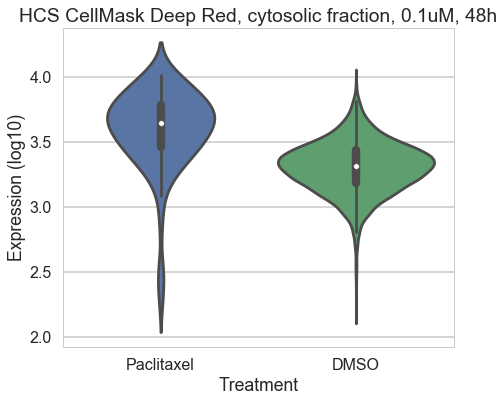 HCS CellMask Deep Red, cytosolic fraction, 0.1uM, 48h
4.0
3.5
3.0
2.5
2.0
Expression (log10)
Paclitaxel DMSO
Treatment